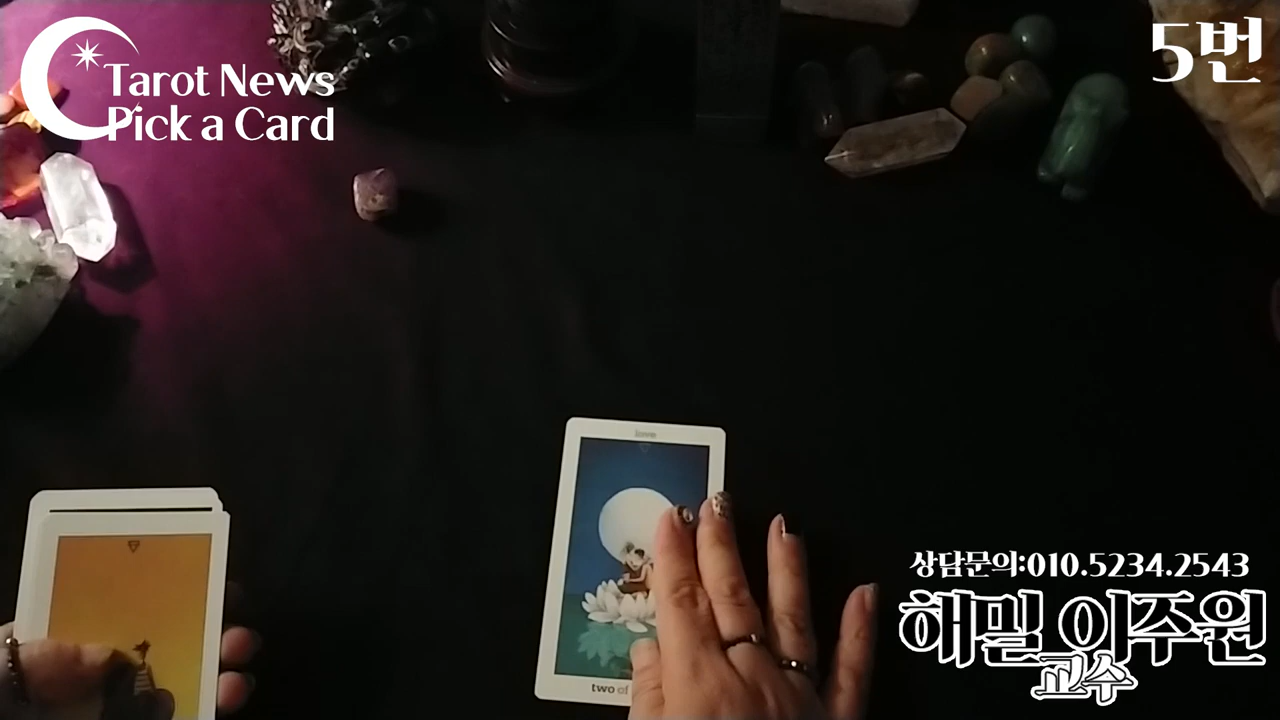 Tarot News
Pick a Card
5번
love
two of
상담문의:010.5234.2543
해밀 이주원
교수